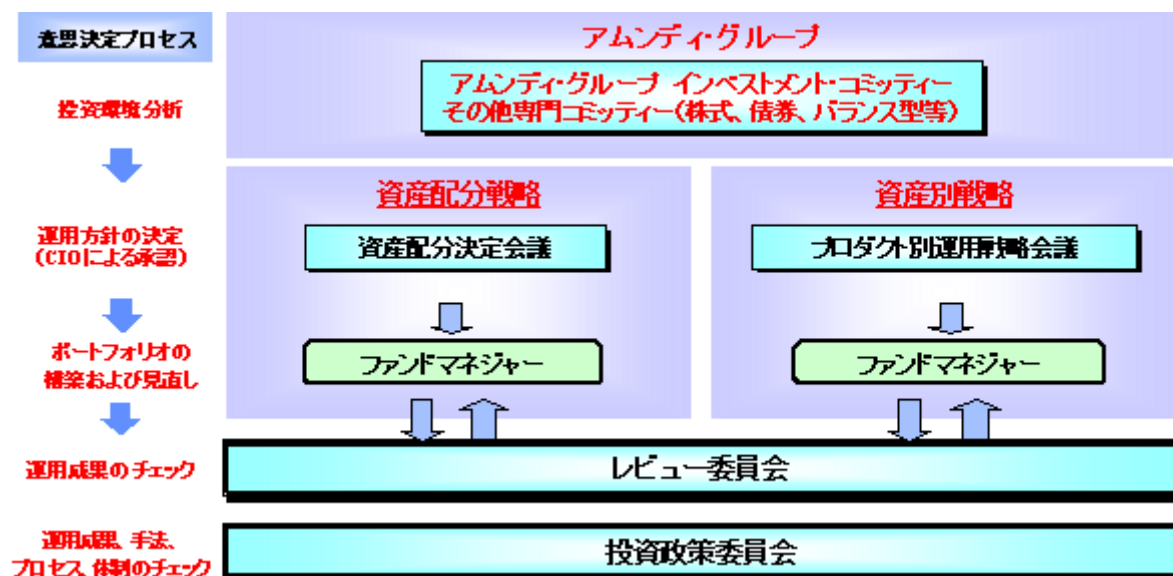 意思決定プロセス
アムンディ・グループ
アムンディ・グループ インベストメント・コミッティー
その他専門コミッティー(株式、債券、バランス型等)
投資環境分析
資産配分戦略
資産別戦略
運用方針の決定
(CIOによる承認)
資産配分決定会議
プロダクト別運用戦略会議
ポートフォリオの
構築および見直し
ファンドマネジャー
ファンドマネジャー
運用成果のチェック
レビュー委員会
運用成果、手法、
プロセス、体制のチェック
投資政策委員会